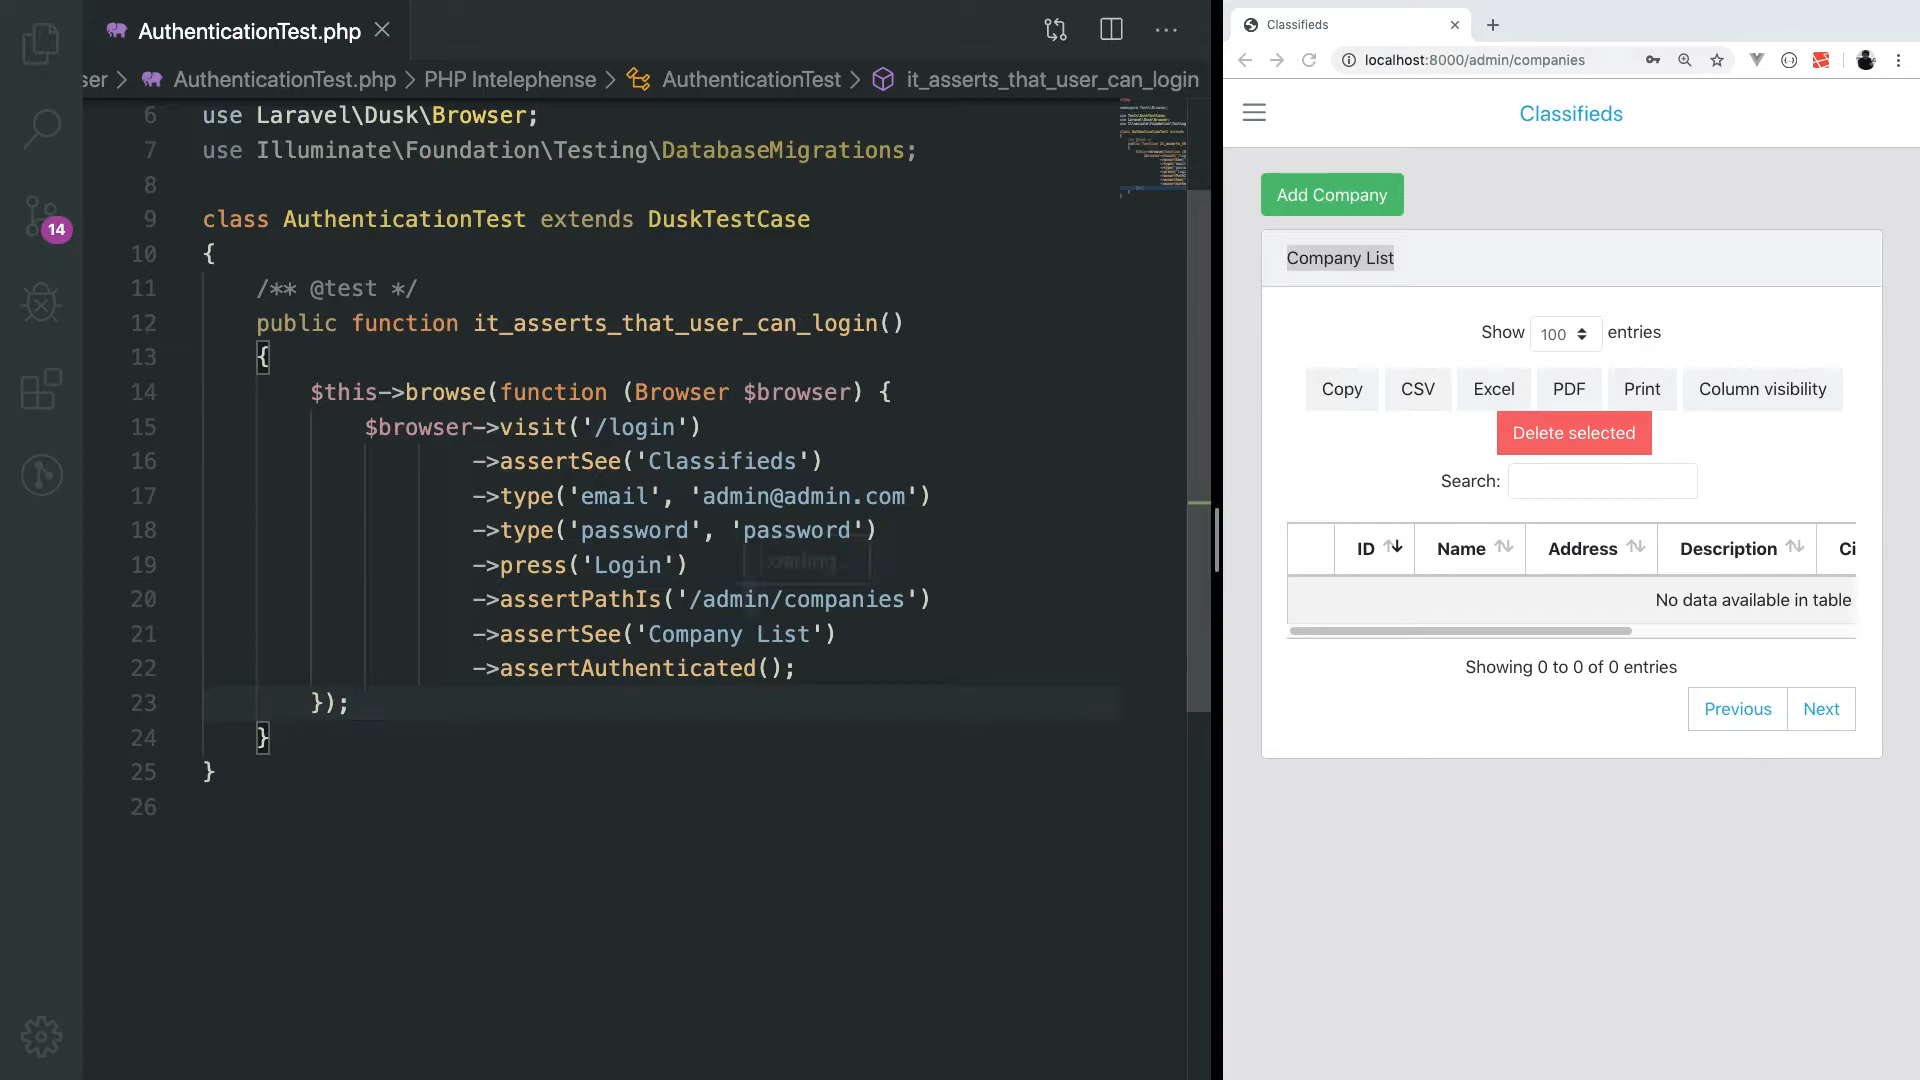 AuthenticationTest.php
ser > AuthenticationTest.php > PHP Intelephense > AuthenticationTest > it_asserts_that_user_can_login
14
6 use Laravel\Dusk\Browser;
7 use Illuminate\Foundation\Testing\DatabaseMigrations;
8
9 class AuthenticationTest extends DuskTestCase
10 {
11 /** @test */
12 public function it_asserts_that_user_can_login()
13 {
14 $this->browse(function (Browser $browser) {
15 $browser->visit('/login')
16 ->assertSee('Classifieds')
17 ->type('email', 'admin@admin.com')
18 ->type('password', 'password')
19 ->press('Login')
20 ->assertPathIs('/admin/companies')
21 ->assertSee('Company List')
22 ->assertAuthenticated();
23 });
24 }
25 }
26
Classifieds
localhost:8000/admin/companies
Classifieds
Add Company
Company List
Show 100 entries
Copy CSV Excel PDF Print Column visibility
Delete selected
Search:
ID Name Address Description Ci
No data available in table
Showing 0 to 0 of 0 entries
Previous Next